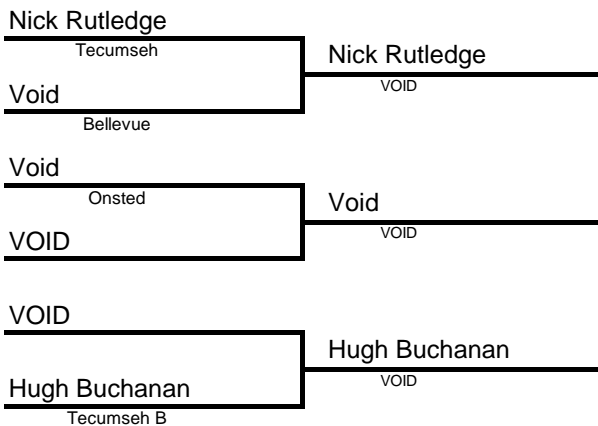 Nick Rutledge
Tecumseh
Nick Rutledge
VOID
Void
Bellevue
Void
Onsted
Void
VOID
VOID
VOID
Hugh Buchanan
VOID
Hugh Buchanan
Tecumseh B